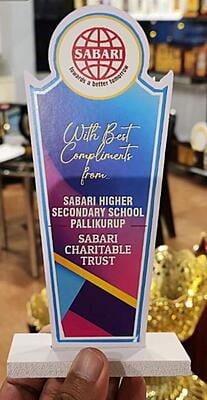 SABARI
towards a better tomorrow
With Best
Compliments
from..
SABARI HIGHER
SECONDARY SCHOOL
PALLIKURUP
SABARI
CHARITABLE
TRUST